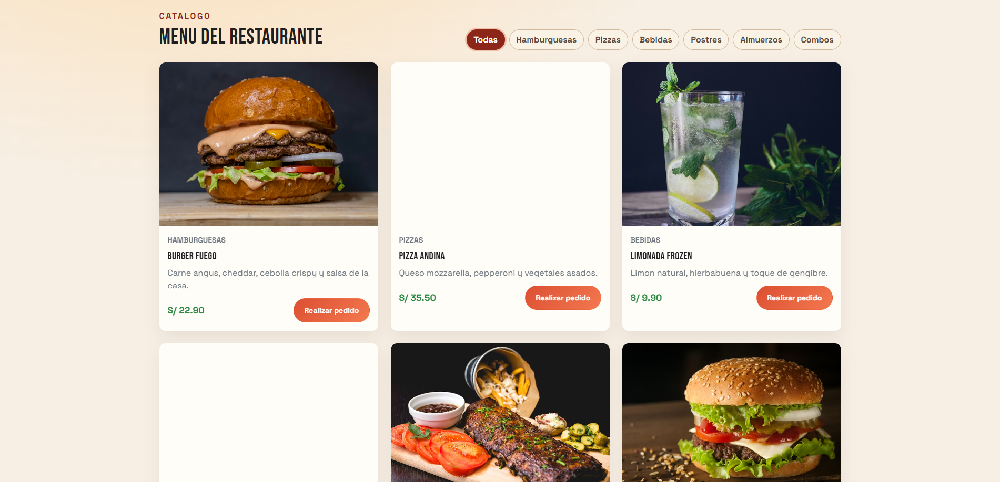 CATALOGO
MENU DEL RESTAURANTE
Todas
Hamburguesas
Pizzas
Bebidas
Postres
Almuerzos
Combos
HAMBURGUESAS
BURGER FUEGO
Carne angus, cheddar, cebolla crispy y salsa de la
casa.
S/ 22.90
Realizar pedido
PIZZAS
PIZZA ANDINA
Queso mozzarella, pepperoni y vegetales asados.
S/ 35.50
Realizar pedido
BEBIDAS
LIMONADA FROZEN
Limon natural, hierbabuena y toque de gengibre.
S/ 9.90
Realizar pedido